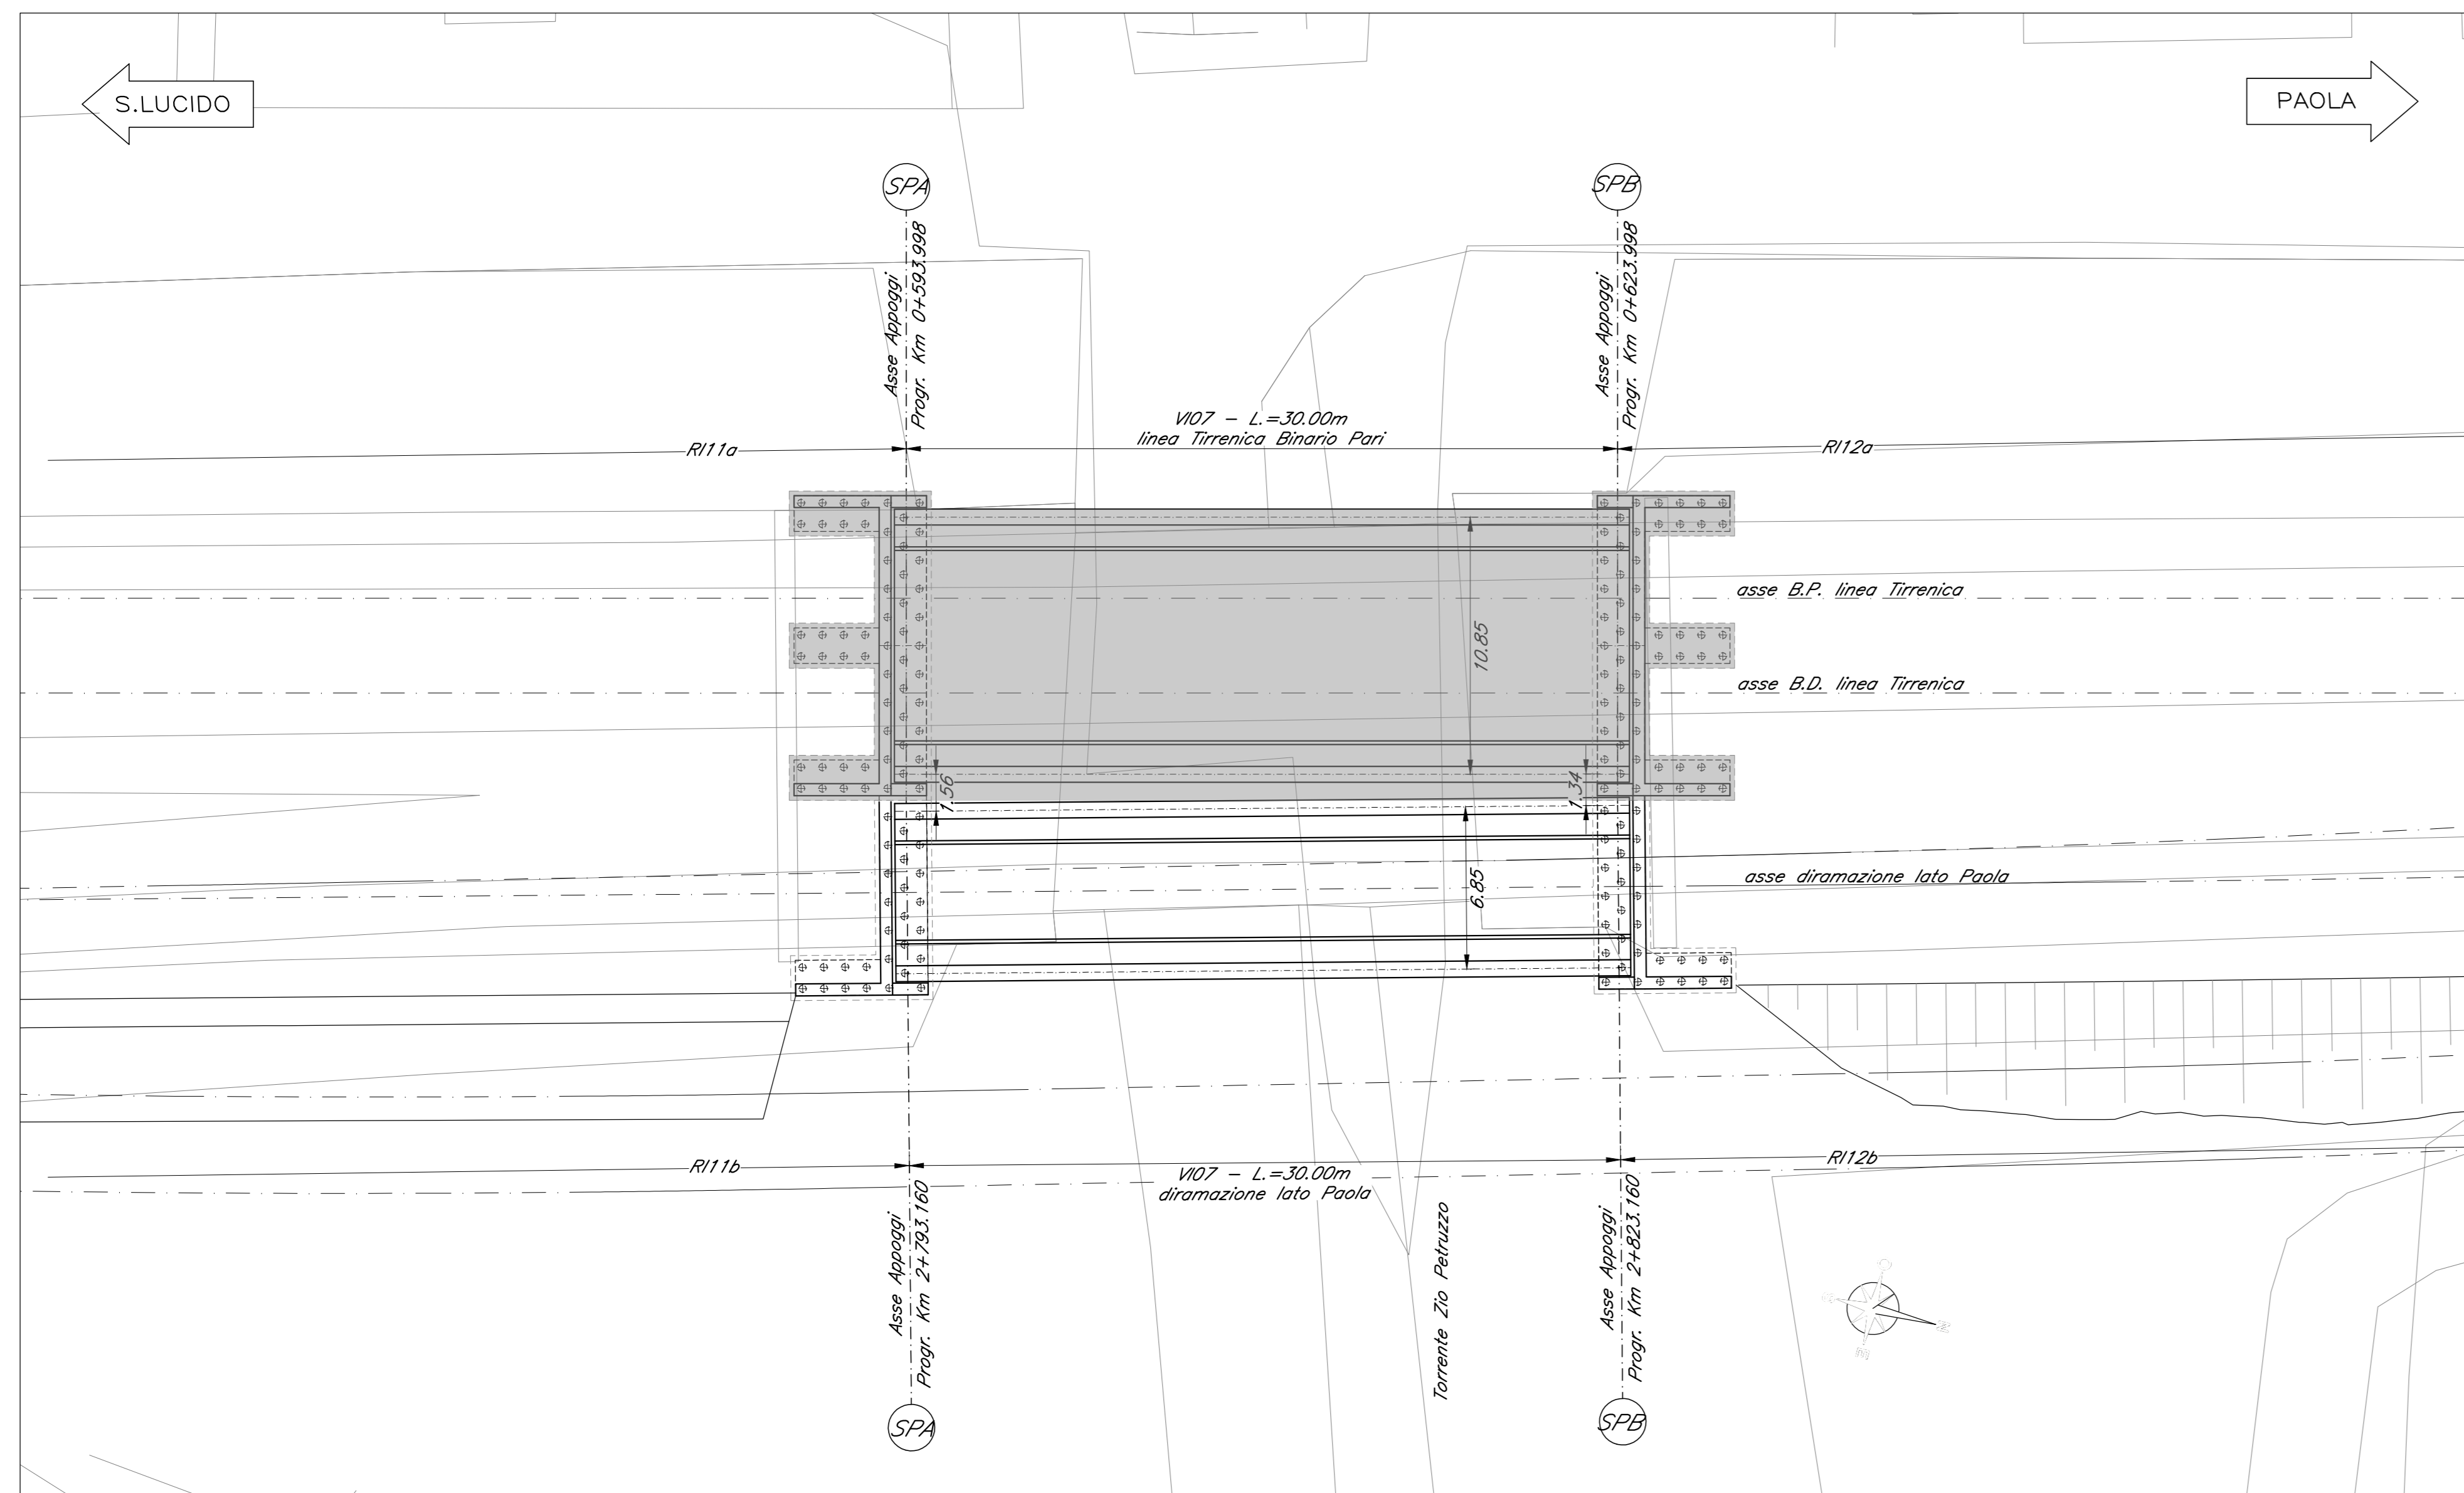 S.LUCIDO
PAOLA
SPA
SPB
Asse Appoggi
Progr. Km 0+593.998
Asse Appoggi
Progr. Km 0+623.998
RI11a
VI07 - L.=30.00m
linea Tirrenica Binario Pari
RI12a
asse B.P. linea Tirrenica
10.85
asse B.D. linea Tirrenica
1.56
1.34
asse diramazione lato Paola
6.85
RI11b
VI07 - L.=30.00m
diramazione lato Paola
RI12b
Asse Appoggi
Progr. Km 2+793.160
Torrente Zio Petruzzo
Asse Appoggi
Progr. Km 2+823.160
O
S
N
E
SPA
SPB